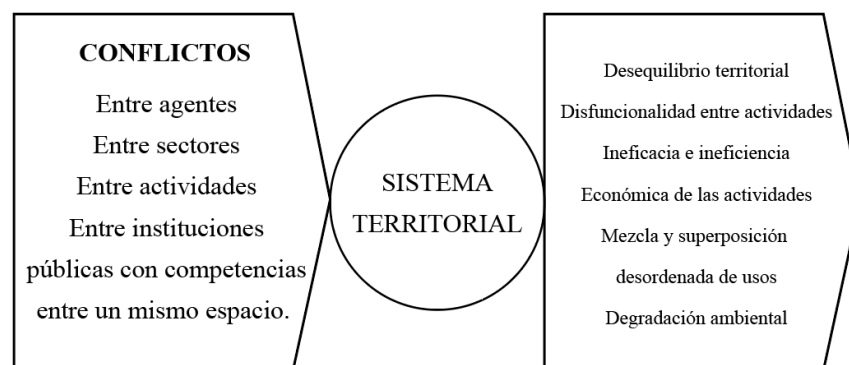 CONFLICTOS
Entre agentes
Entre sectores
Entre actividades
Entre instituciones
públicas con competencias
entre un mismo espacio.
SISTEMA
TERRITORIAL
Desequilibrio territorial
Disfuncionalidad entre actividades
Ineficacia e ineficiencia
Económica de las actividades
Mezcla y superposición
desordenada de usos
Degradación ambiental